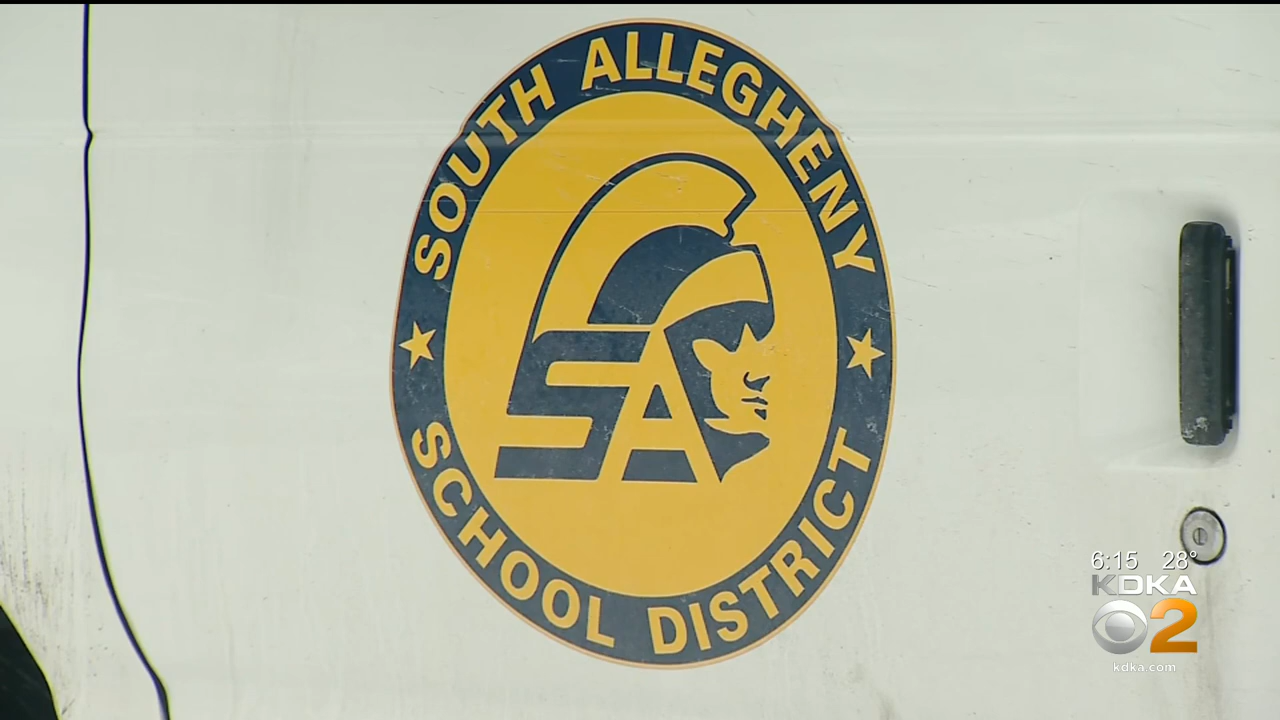 SOUTH ALLEGHENY
SA
SCHOOL DISTRICT
6:15 28°
KDKA
2
kdka.com